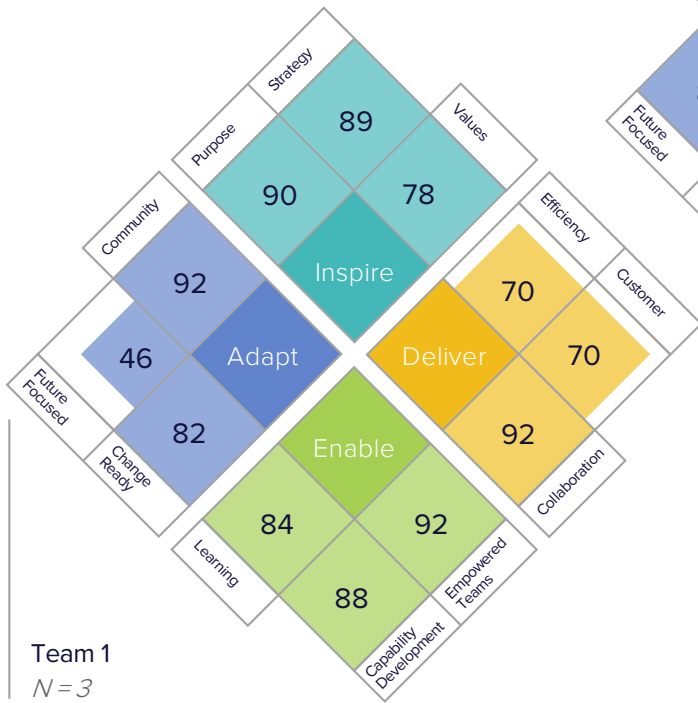 Strategy
89
Purpose
Values
90
78
Inspire
Community
92
Efficiency
70
Customer
46
Adapt
Deliver
70
Future
Focused
82
92
Change
Ready
Collaboration
Enable
84
92
Learning
88
Empowered
Teams
Capability
Development
Team 1
N = 3
Future
Focused